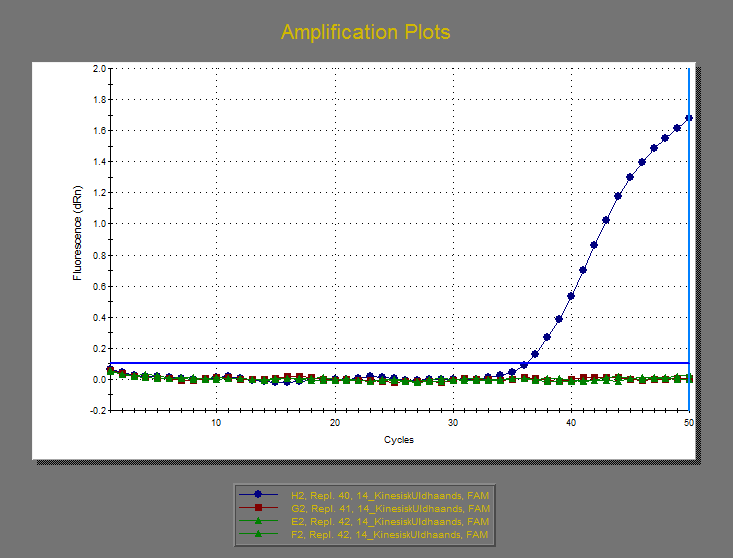 Amplification Plots
2.0
1.8
1.6
1.4
1.2
1.0
0.8
0.6
0.4
0.2
0.0
-0.2
Fluorescence (dRn)
10 20 30 40 50
Cycles
H2, Repl. 40, 14_KinesiskUldhaands, FAM
G2, Repl. 41, 14_KinesiskUldhaands, FAM
E2, Repl. 42, 14_KinesiskUldhaands, FAM
F2, Repl. 42, 14_KinesiskUldhaands, FAM